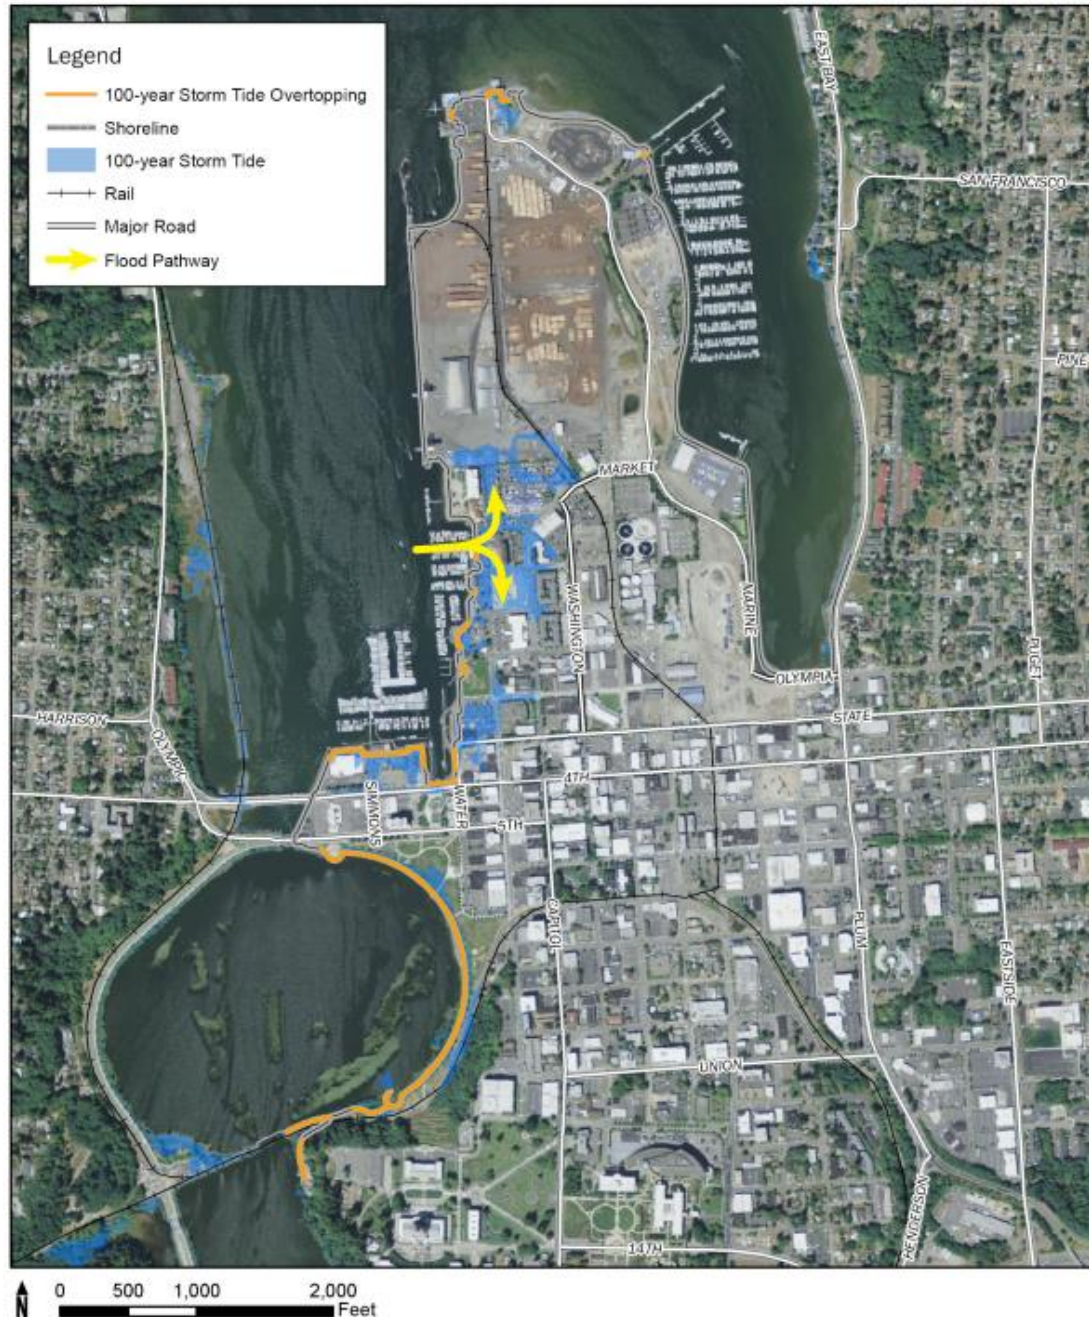 Legend
100-year Storm Tide Overtopping
Shoreline
100-year Storm Tide
Rail
Major Road
Flood Pathway
EAST BAY
SAN FRANCISCO
PINE
MARKET
WASHINGTON
MARINE
PUGET
OLYMPIA
HARRISON
STATE
OLYMPIC
4TH
SIMMONS
WATER
5TH
CAPITOL
PLUM
EASTSIDE
UNION
HENDERSON
14TH
N
0 500 1,000 2,000
Feet